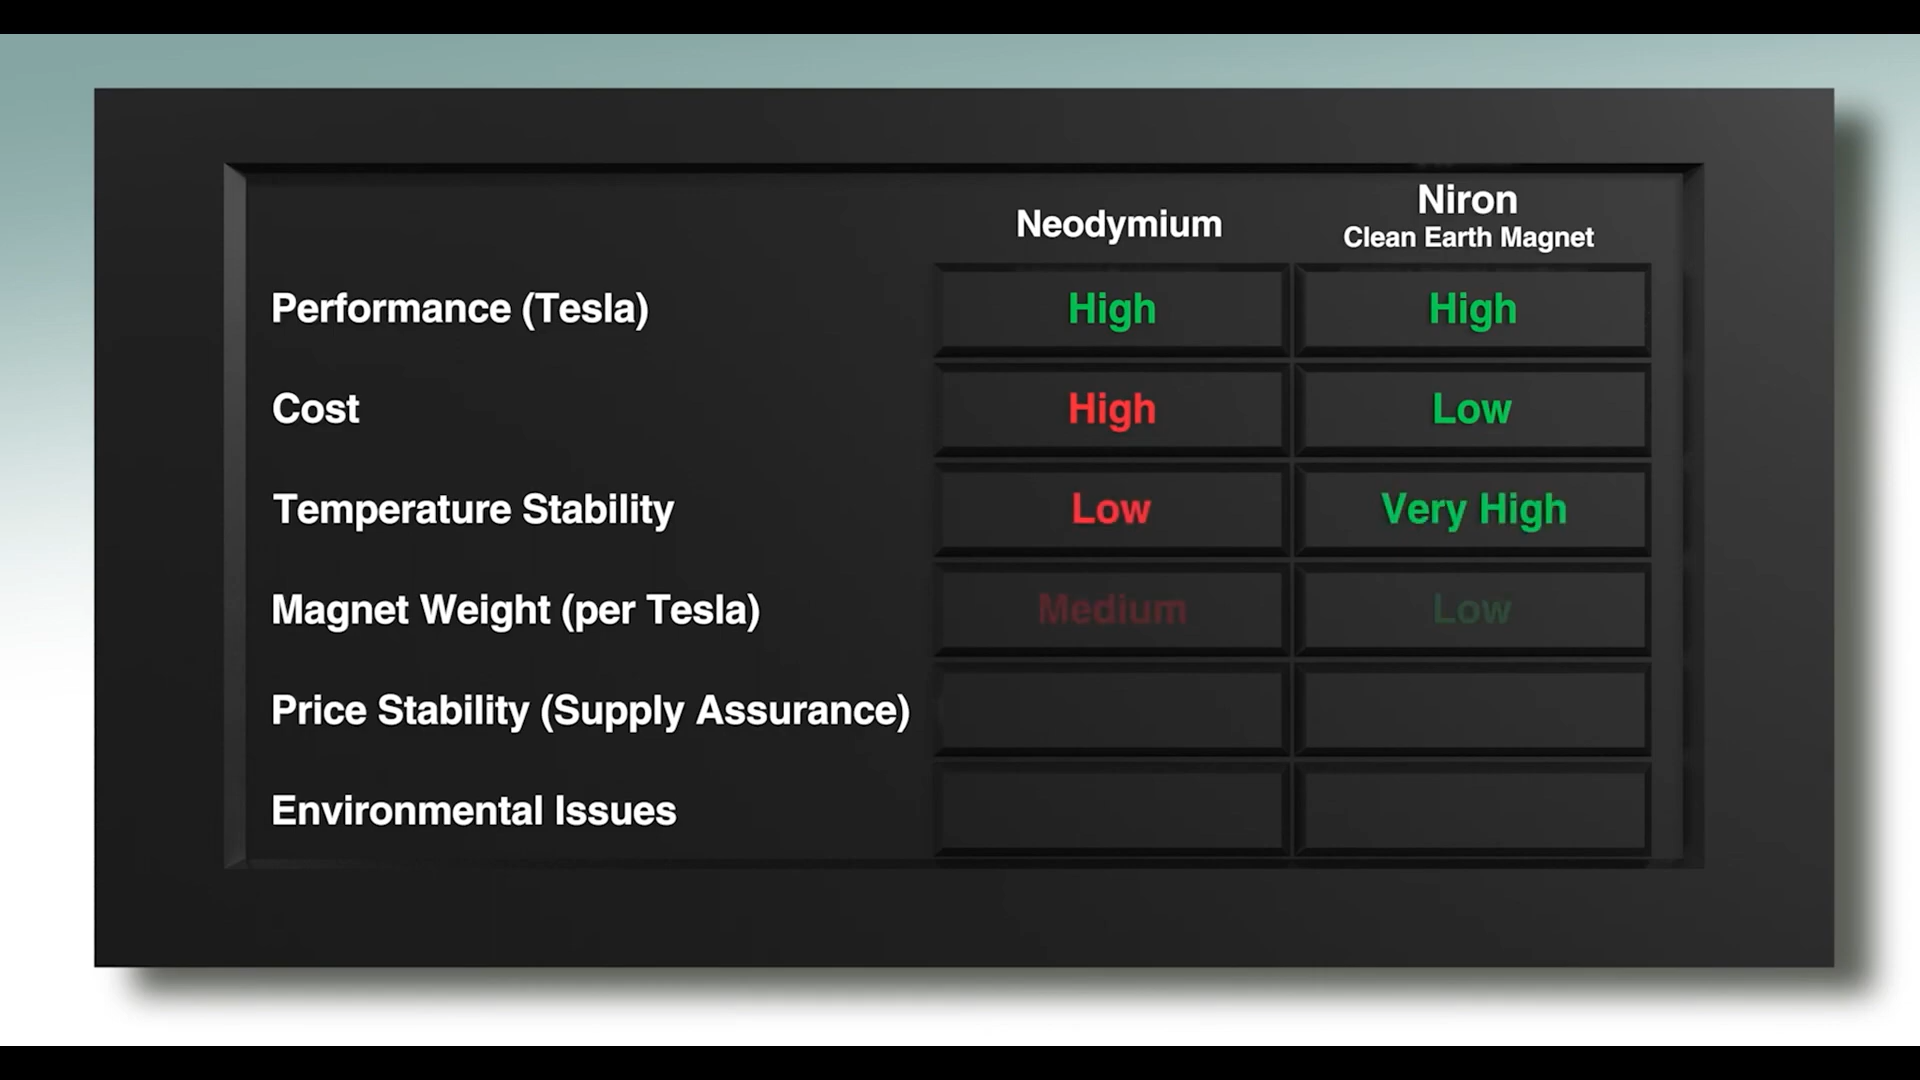 Neodymium
Niron
Clean Earth Magnet
Performance (Tesla) High High
Cost High Low
Temperature Stability Low Very High
Magnet Weight (per Tesla) Medium Low
Price Stability (Supply Assurance)
Environmental Issues